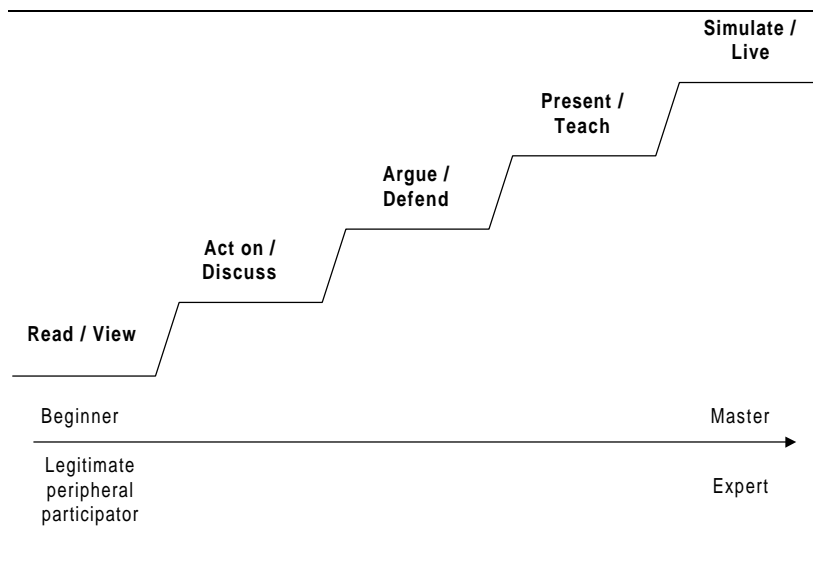 Simulate /
Live
Present /
Teach
Argue /
Defend
Act on /
Discuss
Read / View
Beginner
Master
Legitimate
peripheral
participator
Expert